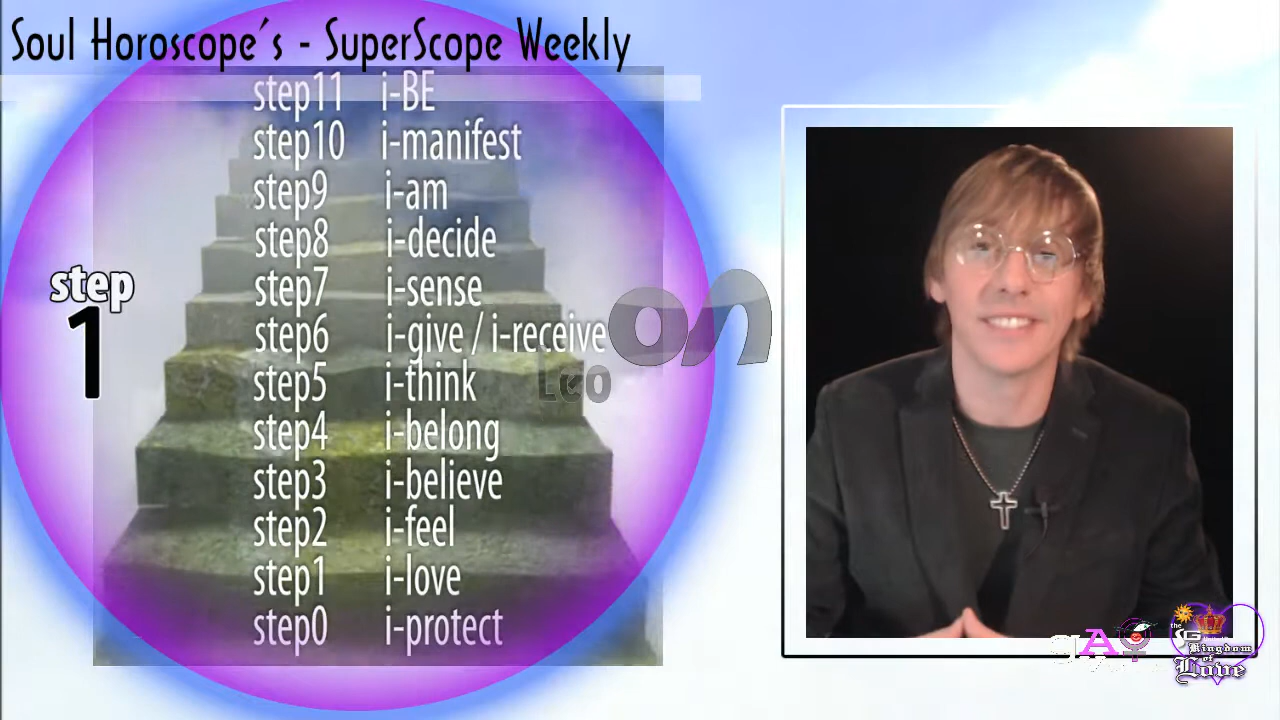 Soul Horoscope's - SuperScope Weekly
step11 i-BE
step10 i-manifest
step9 i-am
step8 i-decide
step7 i-sense
step6 i-give / i-receive
step5 i-think
step4 i-belong
step3 i-believe
step2 i-feel
step1 i-love
step0 i-protect
step
1
on
Leo
the
Kingdom
of
Love